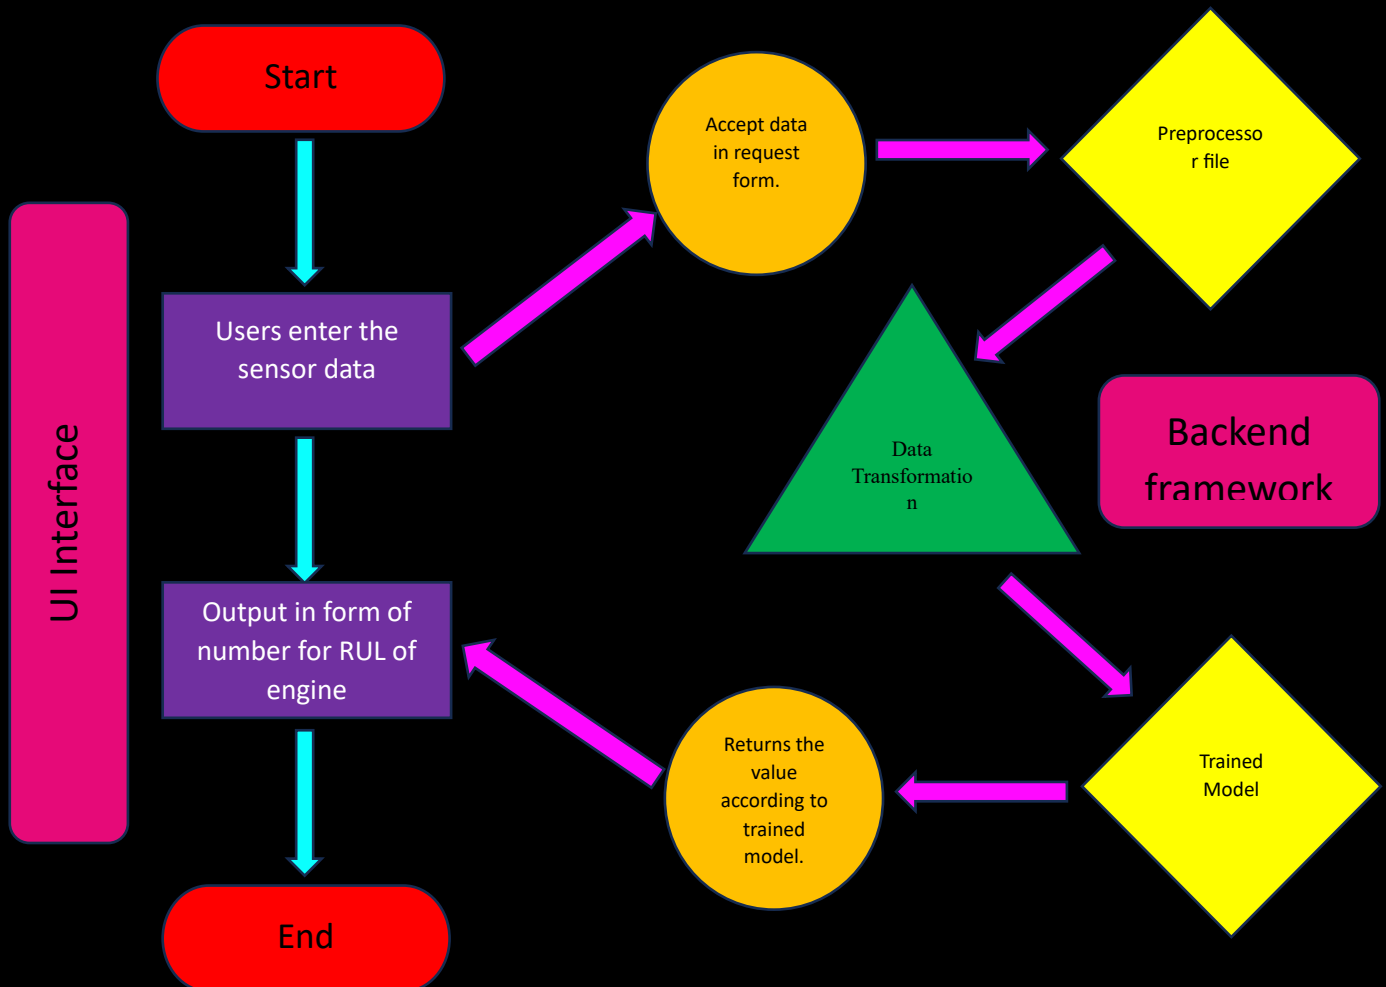 Start
Accept data
in request
form.
Preprocesso
r file
Users enter the
sensor data
UI Interface
Data
Transformatio
n
Backend
framework
Output in form of
number for RUL of
engine
Returns the
value
according to
trained
model.
Trained
Model
End